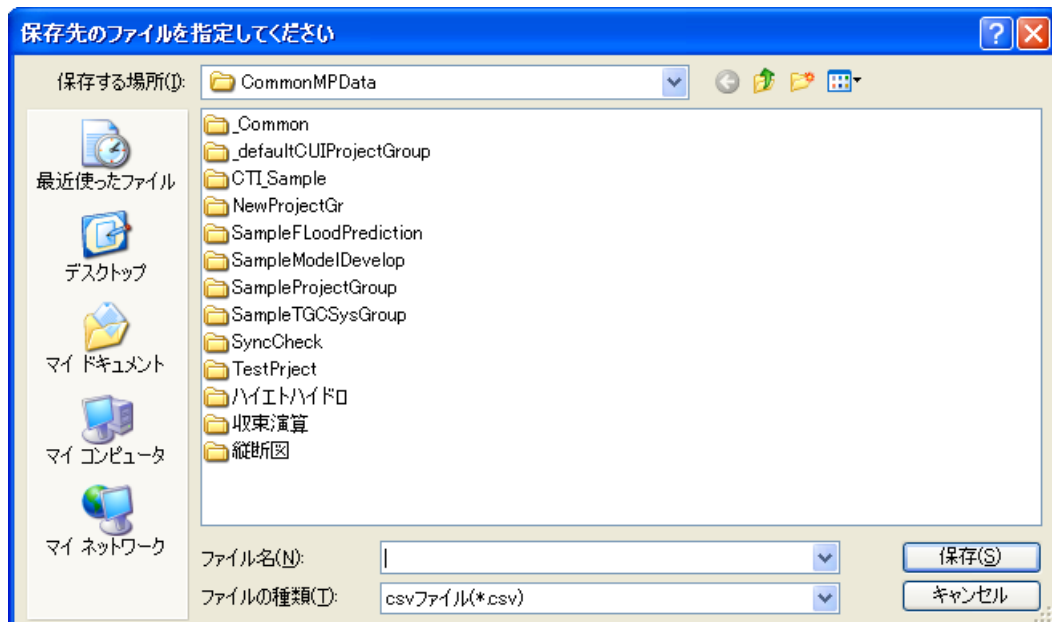 保存先のファイルを指定してください
保存する場所(I):
CommonMPData
最近使ったファイル
デスクトップ
マイ ドキュメント
マイ コンピュータ
マイ ネットワーク
_Common
_defaultCUIProjectGroup
CTI_Sample
NewProjectGr
SampleFLoodPrediction
SampleModelDevelop
SampleProjectGroup
SampleTGCSysGroup
SyncCheck
TestPrject
ハイエトハイドロ
収束演算
縦断図
ファイル名(N):
保存(S)
ファイルの種類(T):
csvファイル(*.csv)
キャンセル